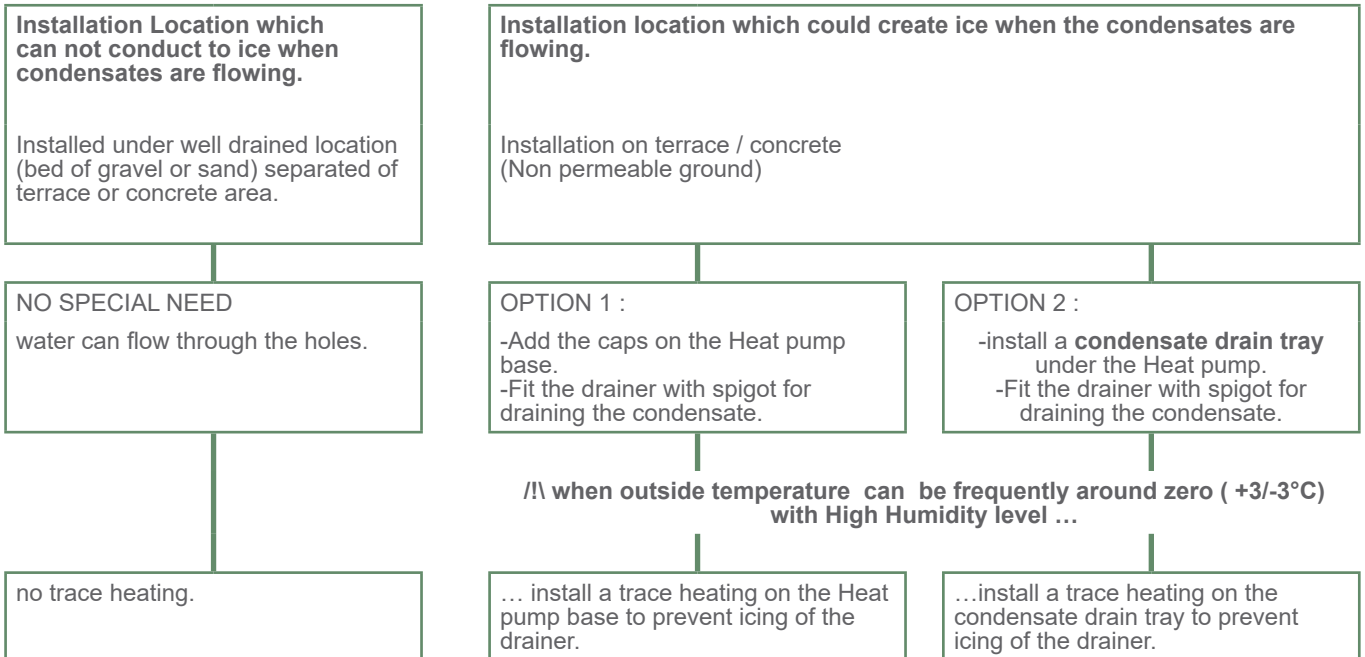 Installation Location which
can not conduct to ice when
condensates are flowing.
Installed under well drained location
(bed of gravel or sand) separated of
terrace or concrete area.
Installation location which could create ice when the condensates are
flowing.
Installation on terrace / concrete
(Non permeable ground)
NO SPECIAL NEED
water can flow through the holes.
OPTION 1 :
-Add the caps on the Heat pump
base.
-Fit the drainer with spigot for
draining the condensate.
OPTION 2 :
-install a condensate drain tray
under the Heat pump.
-Fit the drainer with spigot for
draining the condensate.
/!\ when outside temperature can be frequently around zero ( +3/-3°C)
with High Humidity level …
no trace heating.
… install a trace heating on the Heat
pump base to prevent icing of the
drainer.
…install a trace heating on the
condensate drain tray to prevent
icing of the drainer.